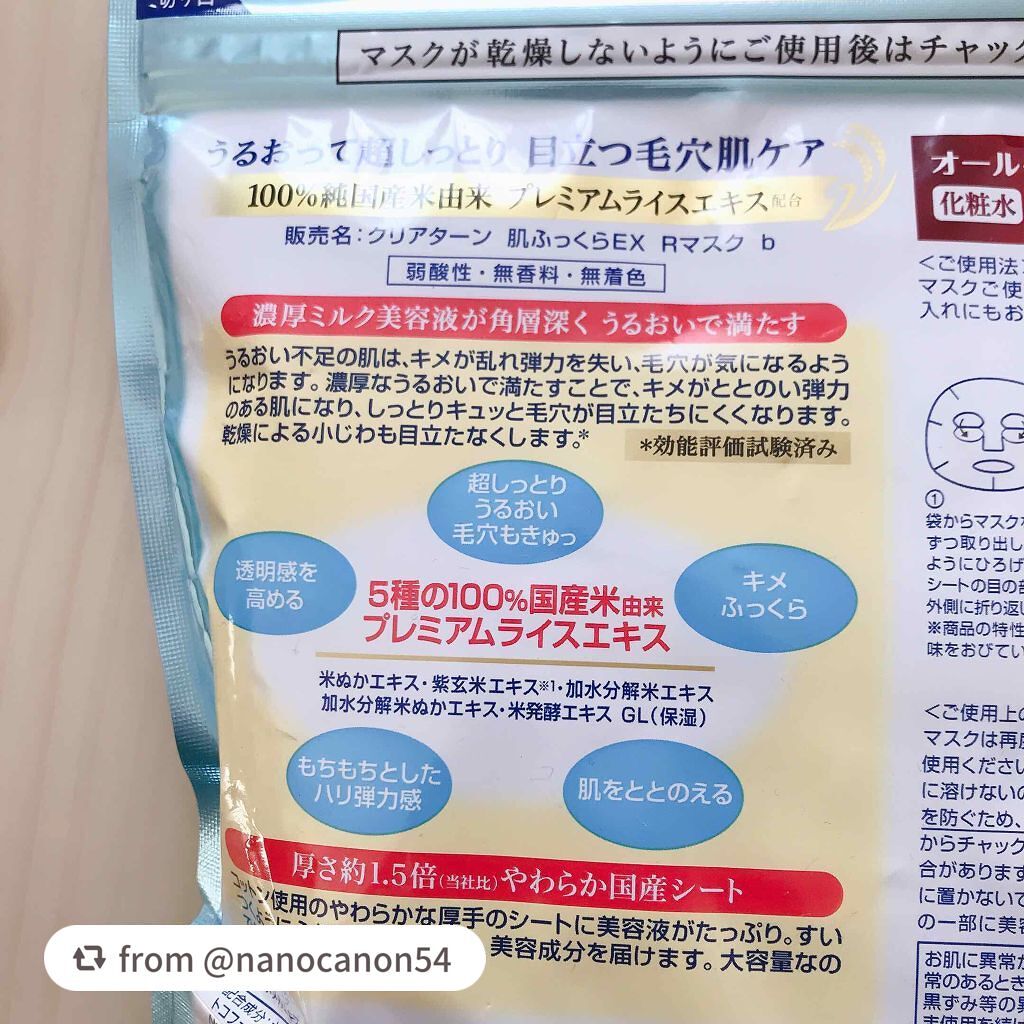 マスクが乾燥しないようにご使用後はチャック
うるおって超しっとり 目立つ毛穴肌ケア
100%純国産米由来 プレミアムライスエキス配合
販売名:クリアターン 肌ふっくらEX Rマスク b
弱酸性・無香料・無着色
濃厚ミルク美容液が角層深く うるおいで満たす
うるおい不足の肌は、キメが乱れ弾力を失い、毛穴が気になるよう
になります。濃厚なうるおいで満たすことで、キメがととのい弾力
のある肌になり、しっとりキュッと毛穴が目立たちにくくなります。
乾燥による小じわも目立たなくします。*
*効能評価試験済み
超しっとり
うるおい
毛穴もきゅっ
透明感を
高める
キメ
ふっくら
5種の100%国産米由来
プレミアムライスエキス
米ぬかエキス・紫玄米エキス※1・加水分解米エキス
加水分解米ぬかエキス・米発酵エキス GL(保湿)
もちもちとした
ハリ弾力感
肌をととのえる
厚さ約1.5倍(当社比)やわらか国産シート
コットン使用のやわらかな厚手のシートに美容液がたっぷり。すい
美容成分を届けます。大容量なの
配合成分:
トコフェ
オール
化粧水
<ご使用法>
マスクご使
入れにもお
①
袋からマスク
ずつ取り出し
ようにひろげ
シートの目の部
外側に折り返し
※商品の特性
味をおびてい
<ご使用上の
マスクは再度
使用ください
に溶けないの
を防ぐため、
からチャック
合があります
に置かないで
の一部に美容
お肌に異常が
常のあるとき
黒ずみ等の異
from @nanocanon54